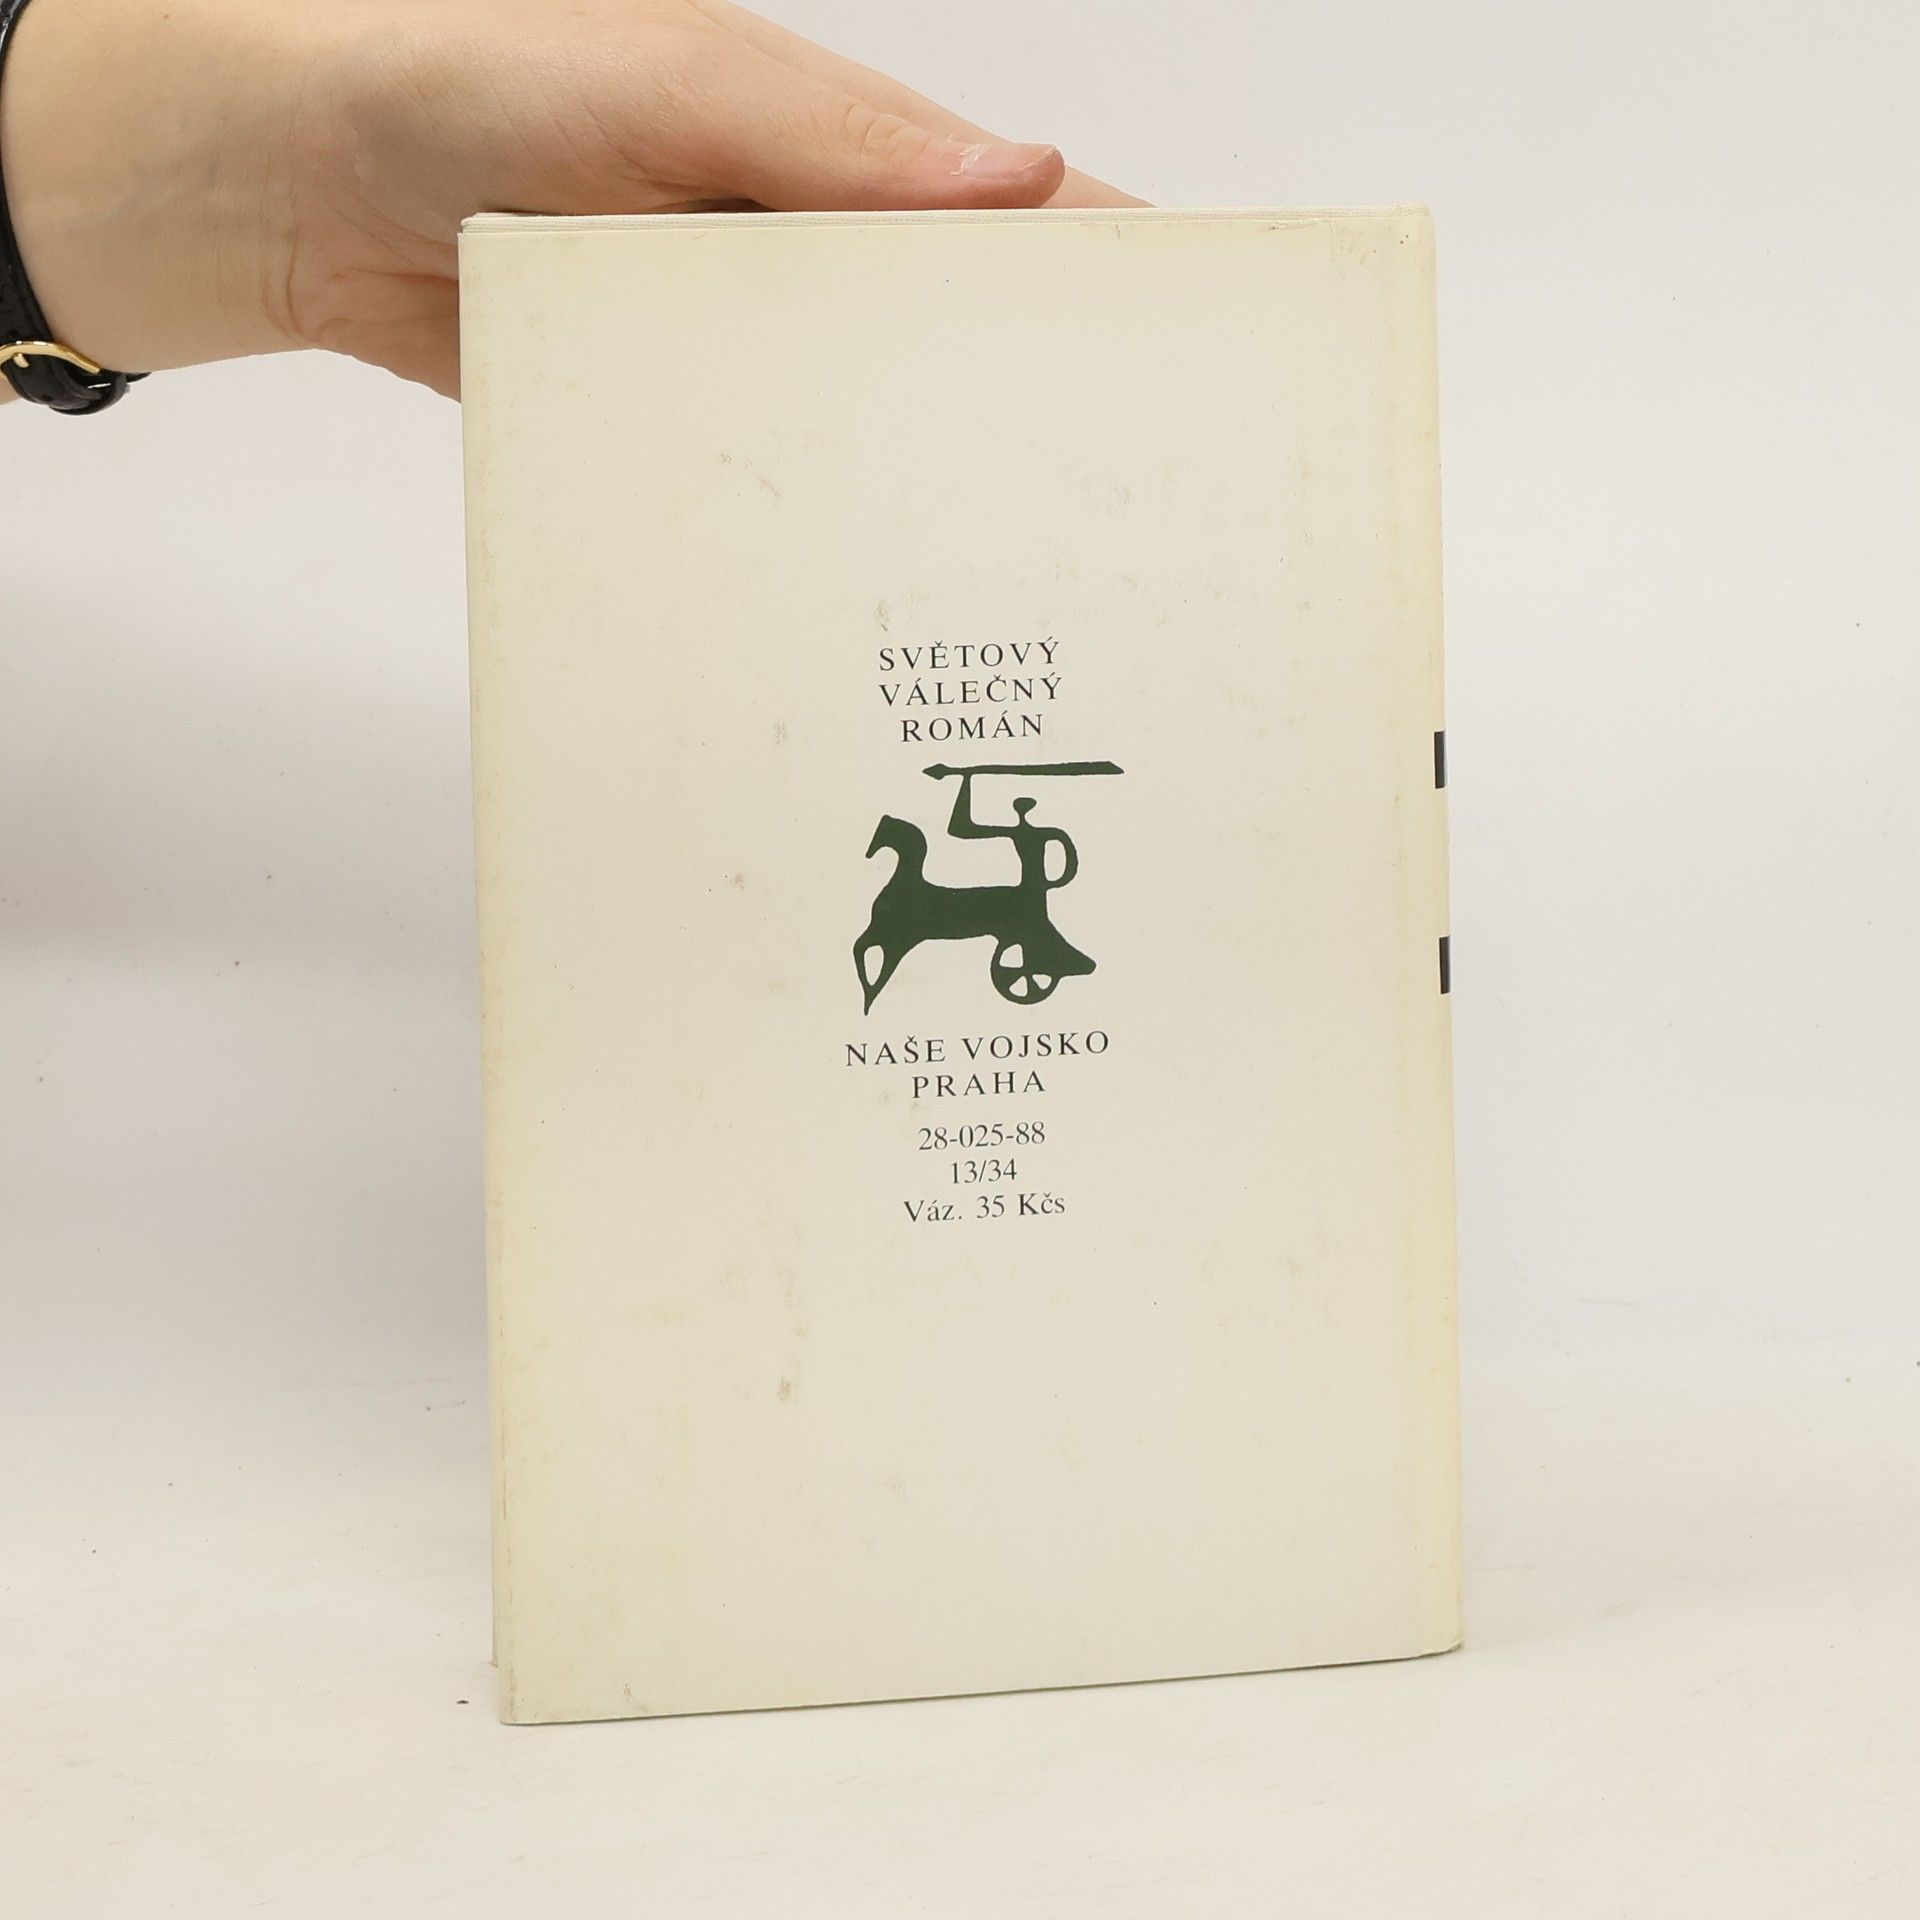 SVĚTOVÝ
VÁLEČNÝ
ROMÁN
NAŠE VOJSKO
PRAHA
28-025-88
13/34
Váz. 35 Kčs